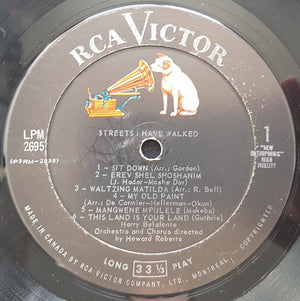 RCA VICTOR
STREETS I HAVE WALKED
LPM
2695
1
"NEW
ORTHOPHONIC"
HIGH
FIDELITY
1 – SIT DOWN (Arr.: Gordon)
2 – EREV SHEL SHOSHANIM
(J. Hadar-Moshe Dor)
3 – WALTZING MATILDA (Arr.: R. Bell)
4 – MY OLD PAINT
(Arr.: De Cormier-Hellerman-Okun)
5 – MANGWENE MPULELE (Makeba)
6 – THIS LAND IS YOUR LAND (Guthrie)
Harry Belafonte
Orchestra and Chorus directed by
Howard Roberts
LONG 33⅓ PLAY
MADE IN CANADA BY RCA VICTOR COMPANY, LTD., MONTREAL COPYRIGHTED